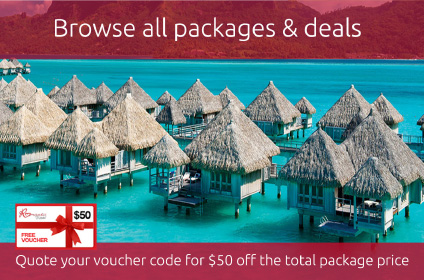 Browse all packages & deals
$50
FREE
VOUCHER
Quote your voucher code for $50 off the total package price